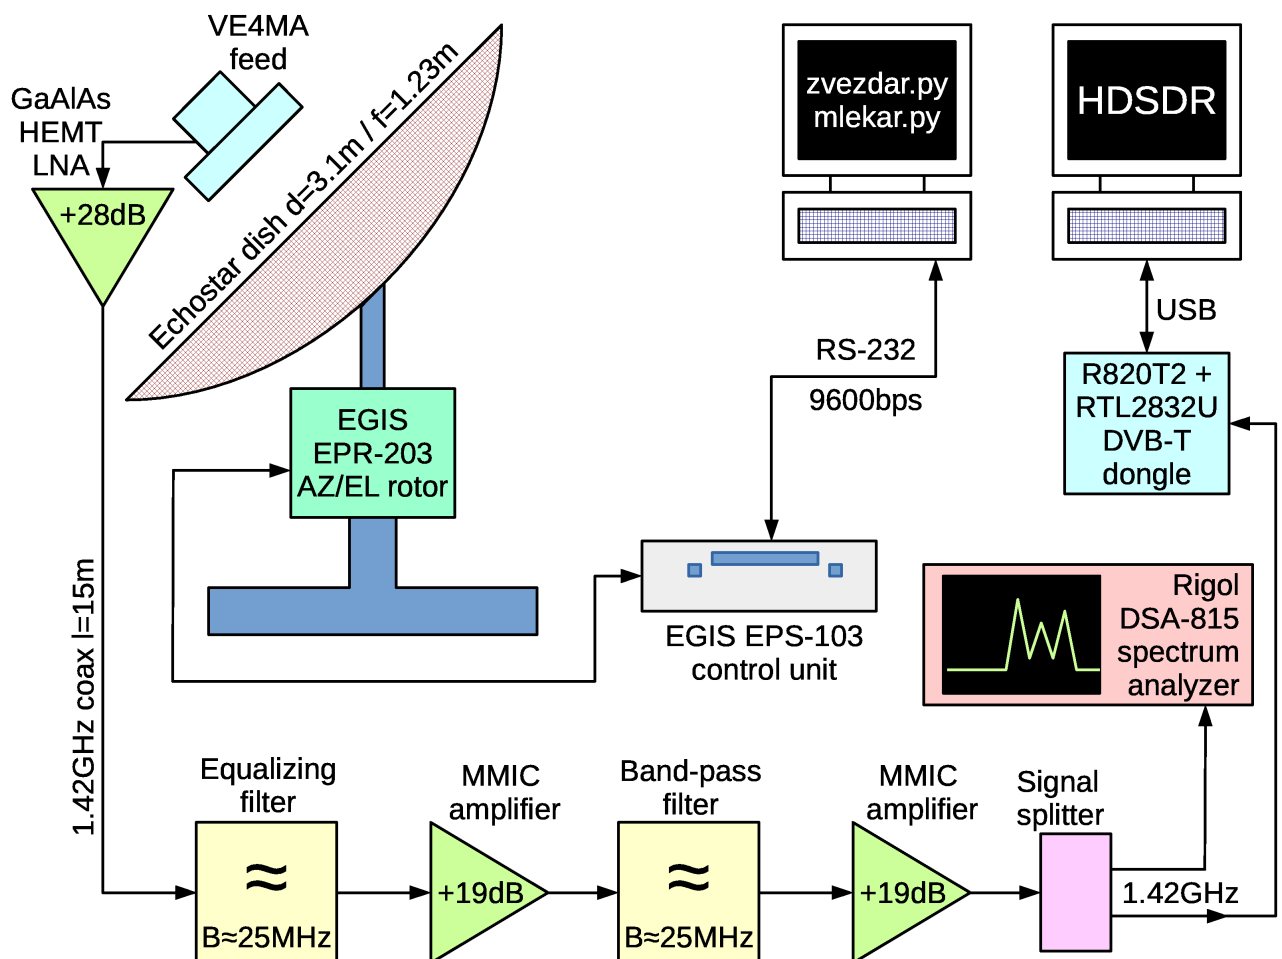 VE4MA
feed
GaAlAs
HEMT
LNA
+28dB
Echostar dish d=3.1m / f=1.23m
zvezdar.py
mlekar.py
HDSDR
USB
RS-232
9600bps
R820T2 +
RTL2832U
DVB-T
dongle
EGIS
EPR-203
AZ/EL rotor
EGIS EPS-103
control unit
Rigol
DSA-815
spectrum
analyzer
1.42GHz coax l=15m
Equalizing
filter
≈
B≈25MHz
MMIC
amplifier
+19dB
Band-pass
filter
≈
B≈25MHz
MMIC
amplifier
+19dB
Signal
splitter
1.42GHz